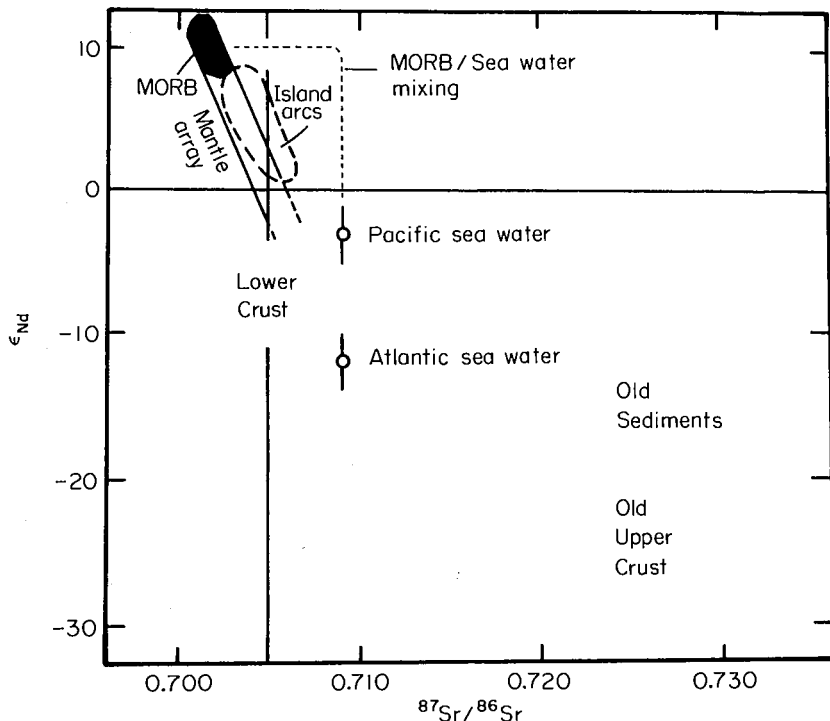 10
0
-10
-20
-30
εNd
MORB
Mantle
array
Island
arcs
MORB/Sea water
mixing
Pacific sea water
Lower
Crust
Atlantic sea water
Old
Sediments
Old
Upper
Crust
0.700
0.710
0.720
0.730
87Sr/86Sr